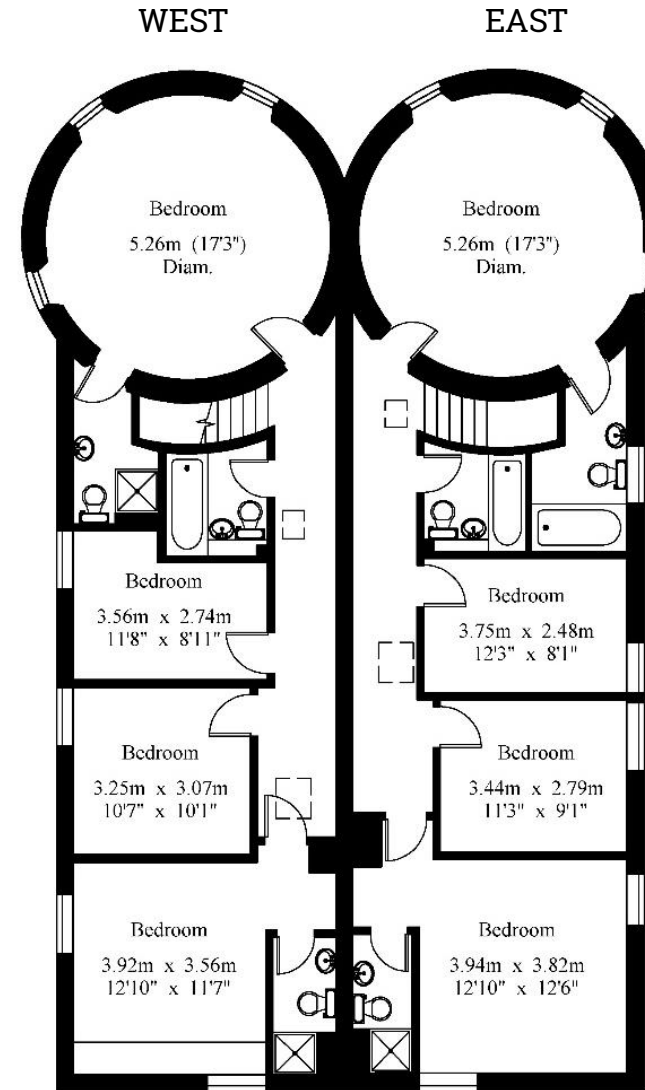 WEST
EAST
Bedroom
5.26m (17'3")
Diam.
Bedroom
5.26m (17'3")
Diam.
Bedroom
3.56m x 2.74m
11'8" x 8'11"
Bedroom
3.75m x 2.48m
12'3" x 8'1"
Bedroom
3.25m x 3.07m
10'7" x 10'1"
Bedroom
3.44m x 2.79m
11'3" x 9'1"
Bedroom
3.92m x 3.56m
12'10" x 11'7"
Bedroom
3.94m x 3.82m
12'10" x 12'6"